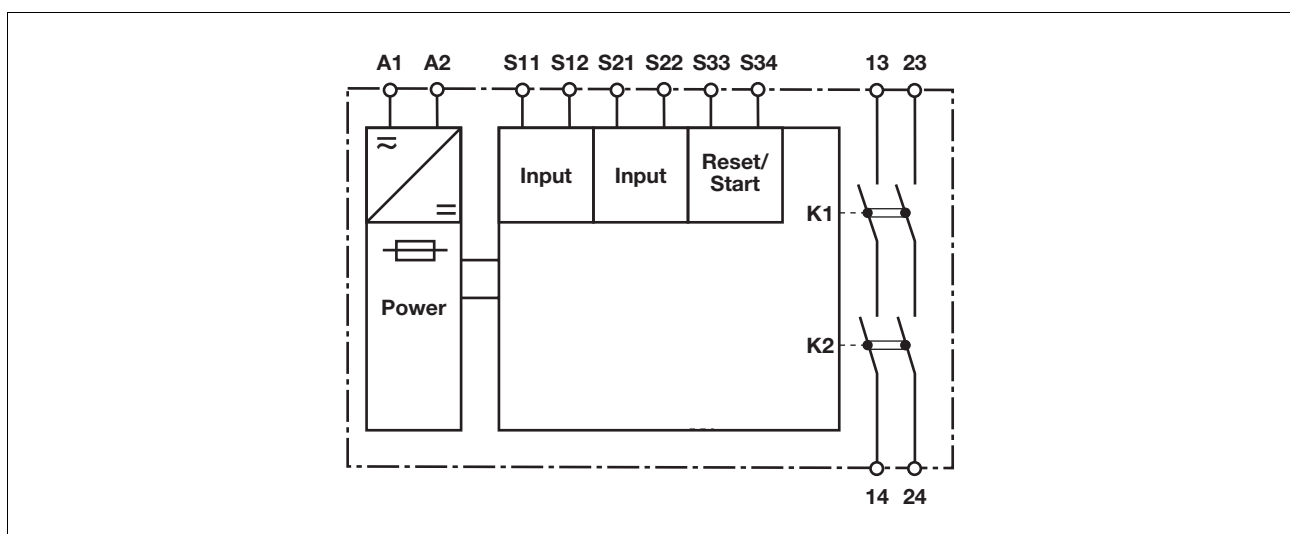 A1 A2 S11 S12 S21 S22 S33 S34 13 23
Input Input Reset/
Start
K1
Power
K2
14 24